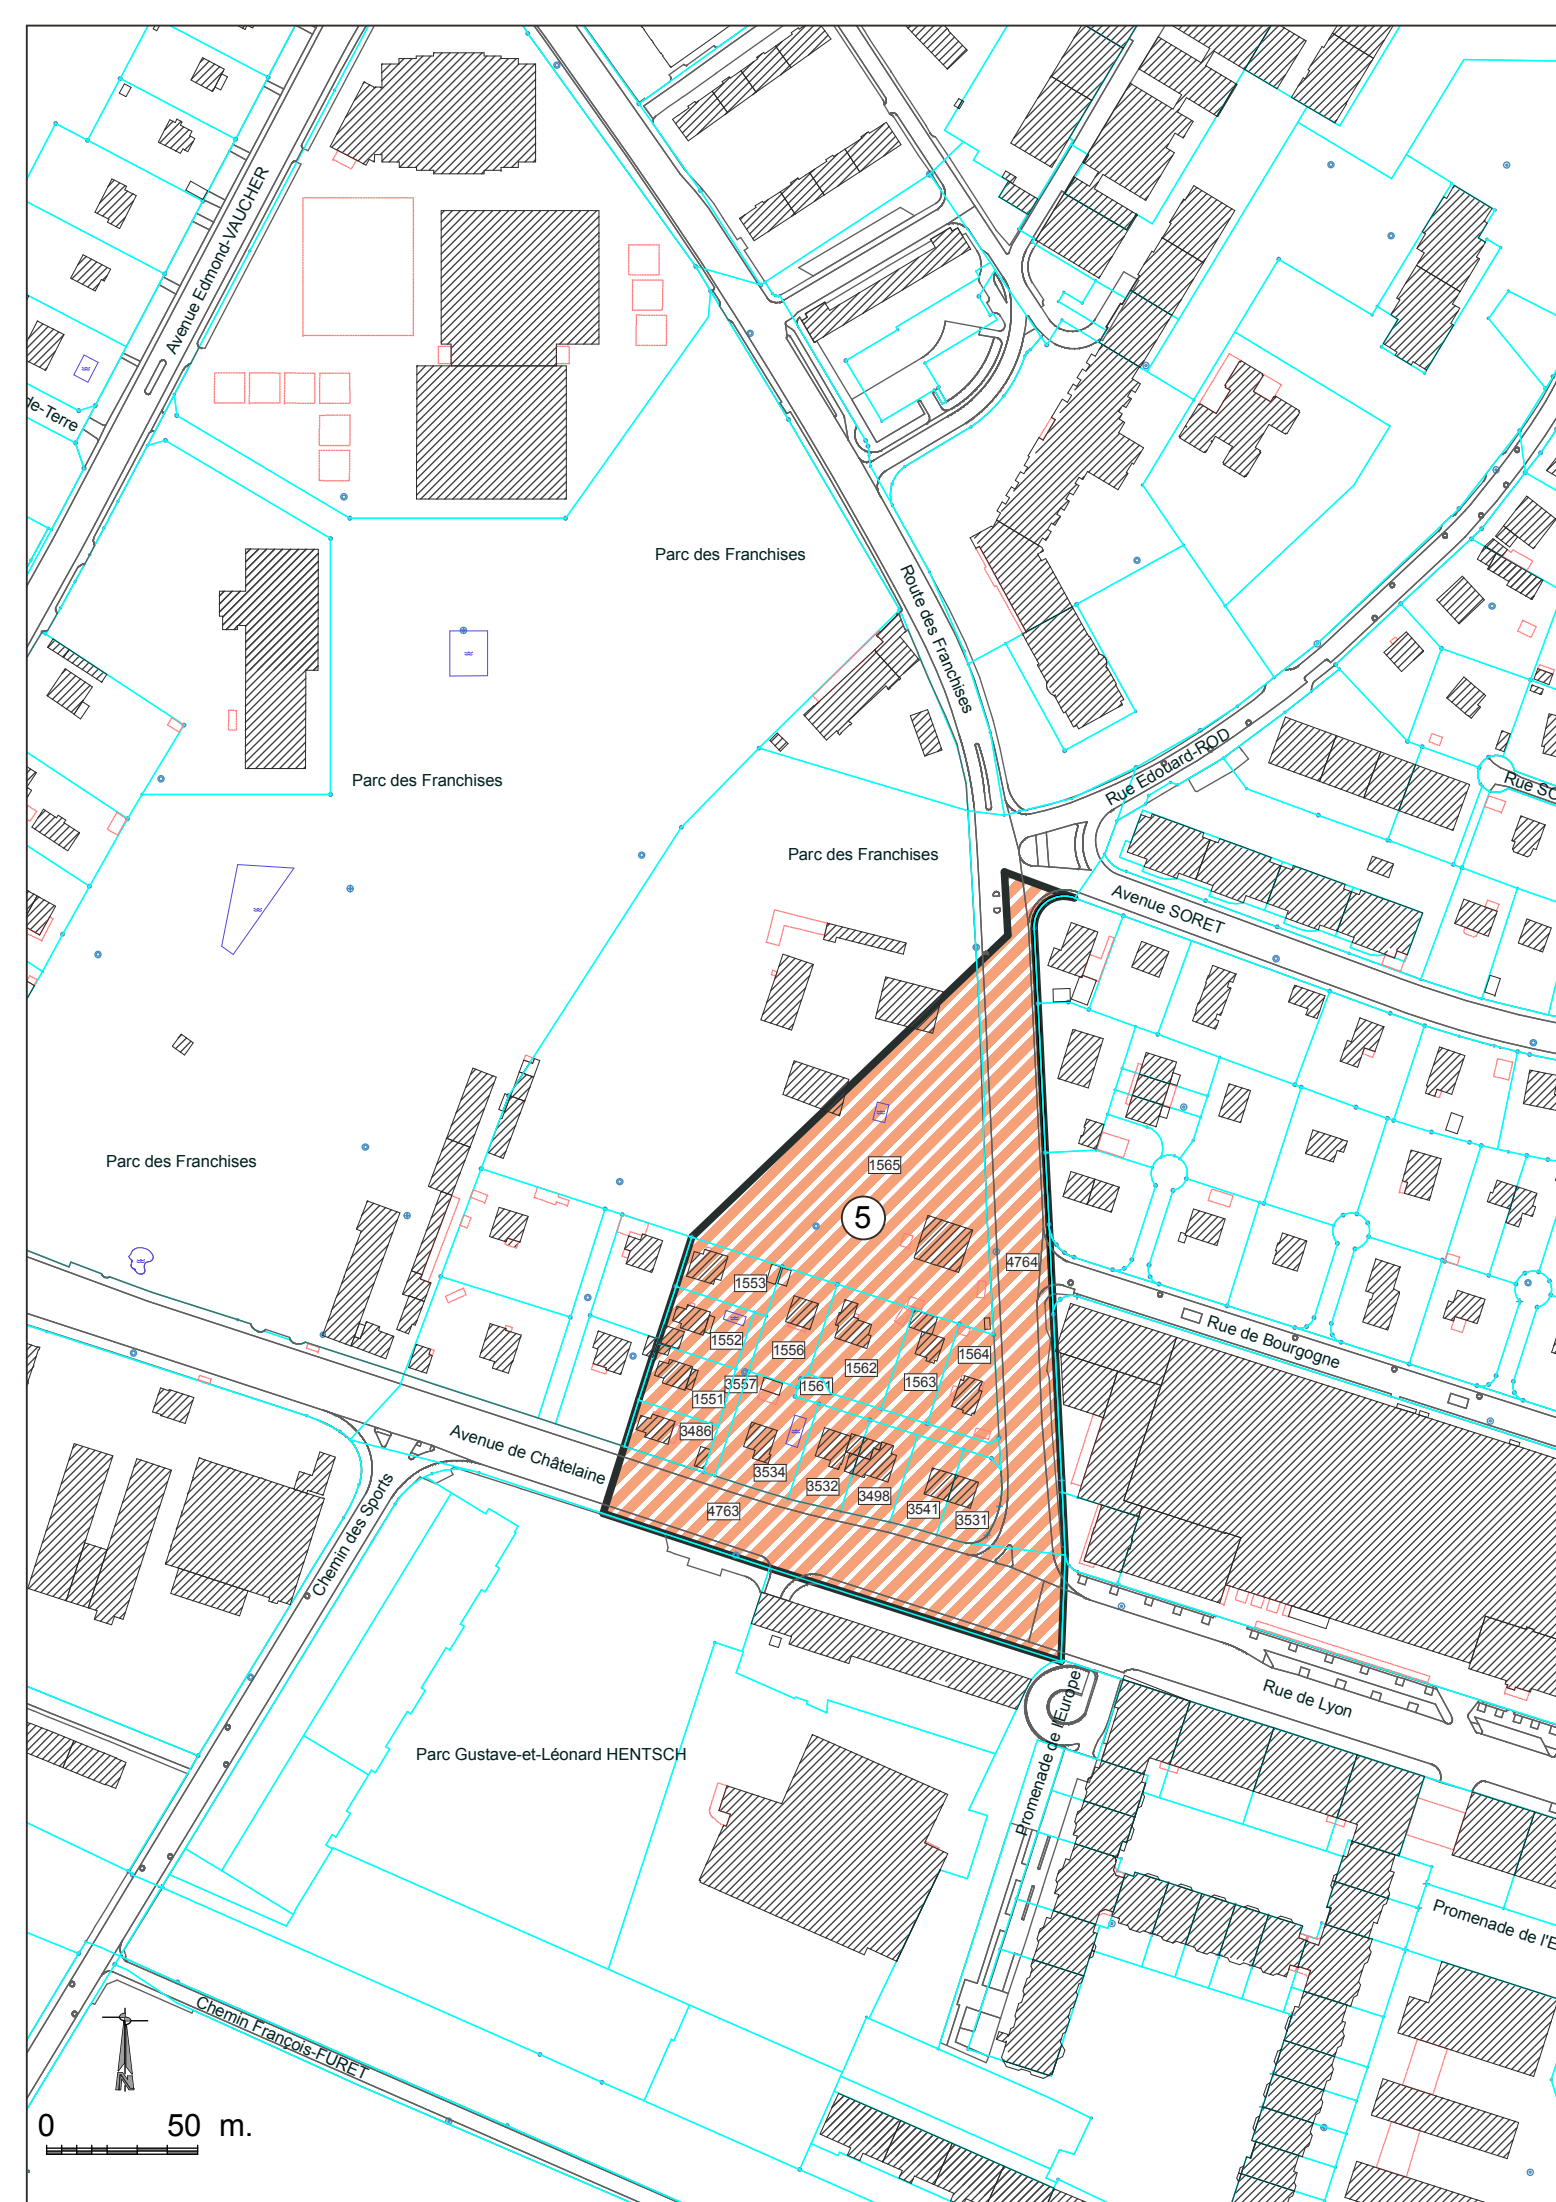 Avenue Edmond-VAUCHER
de-Terre
Parc des Franchises
Route des Franchises
Parc des Franchises
Rue Edouard-ROD
Rue SO
Parc des Franchises
Avenue SORET
Parc des Franchises
1565
5
4764
1553
1552
1556
1562
1564
1563
3557
1561
1551
3486
3534
3532
3498
3541
3531
4763
Rue de Bourgogne
Avenue de Châtelaine
Chemin des Sports
Rue de Lyon
Promenade de l'Europe
Parc Gustave-et-Léonard HENTSCH
Promenade de l'E
Chemin François-FURET
N
0 50 m.